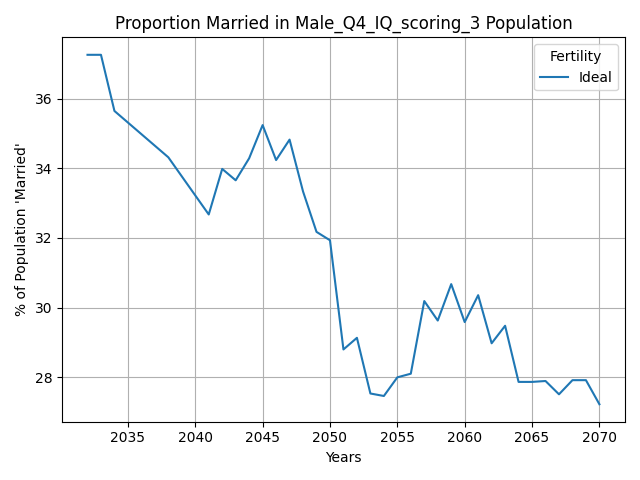 Proportion Married in Male_Q4_IQ_scoring_3 Population
Fertility
Ideal
% of Population 'Married'
36
34
32
30
28
2035 2040 2045 2050 2055 2060 2065 2070
Years